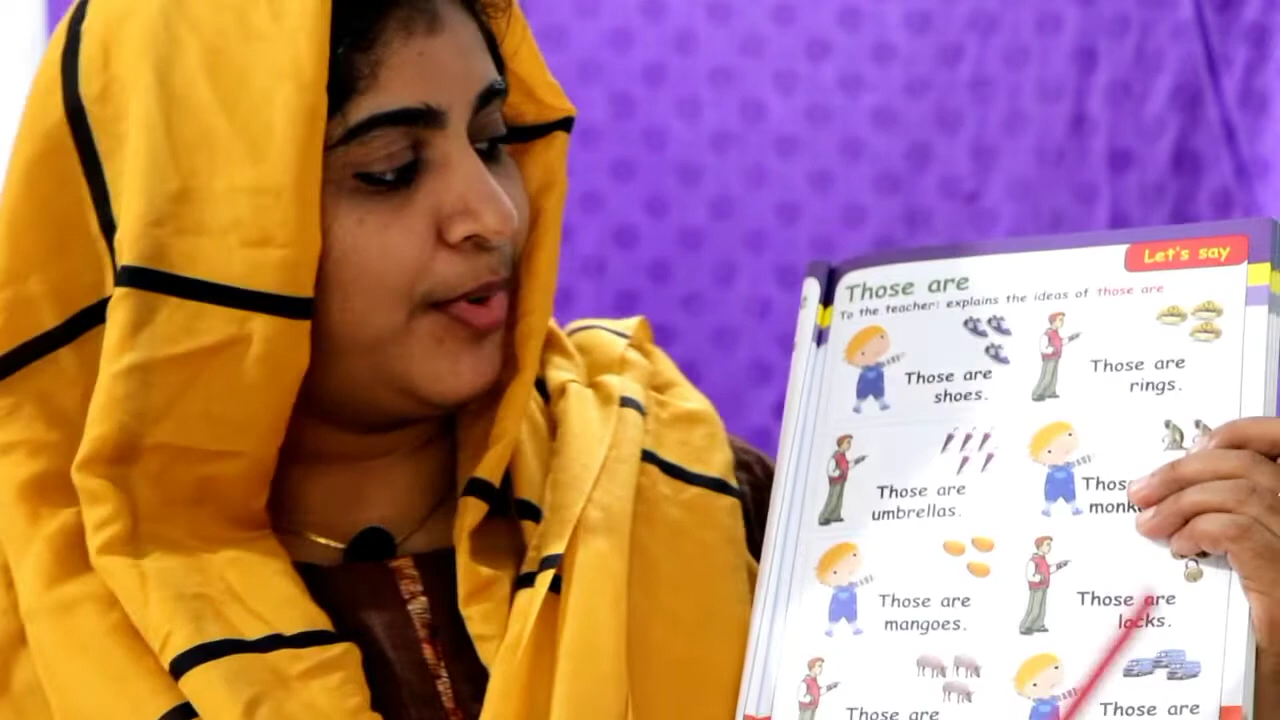 Let's say
Those are
To the teacher: explains the ideas of those are
Those are
shoes.
Those are
rings.
Those are
umbrellas.
Those are
mangoes.
Those are
locks.
Those are
Those are